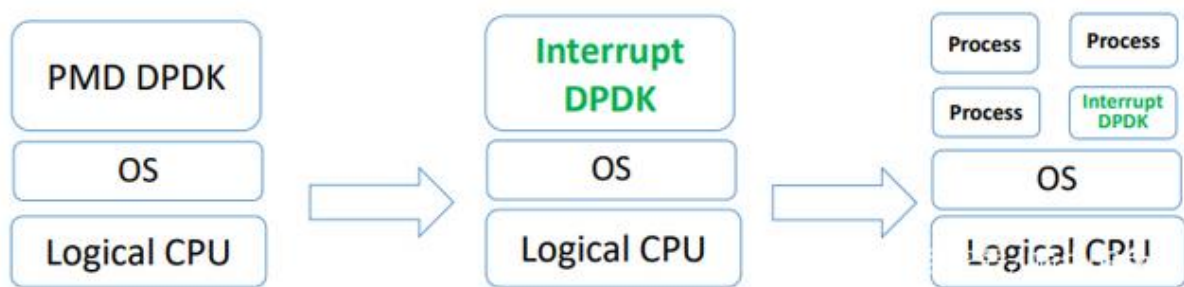 PMD DPDK
OS
Logical CPU
Interrupt
DPDK
OS
Logical CPU
Process
Process
Process
Interrupt
DPDK
OS
Logical CPU